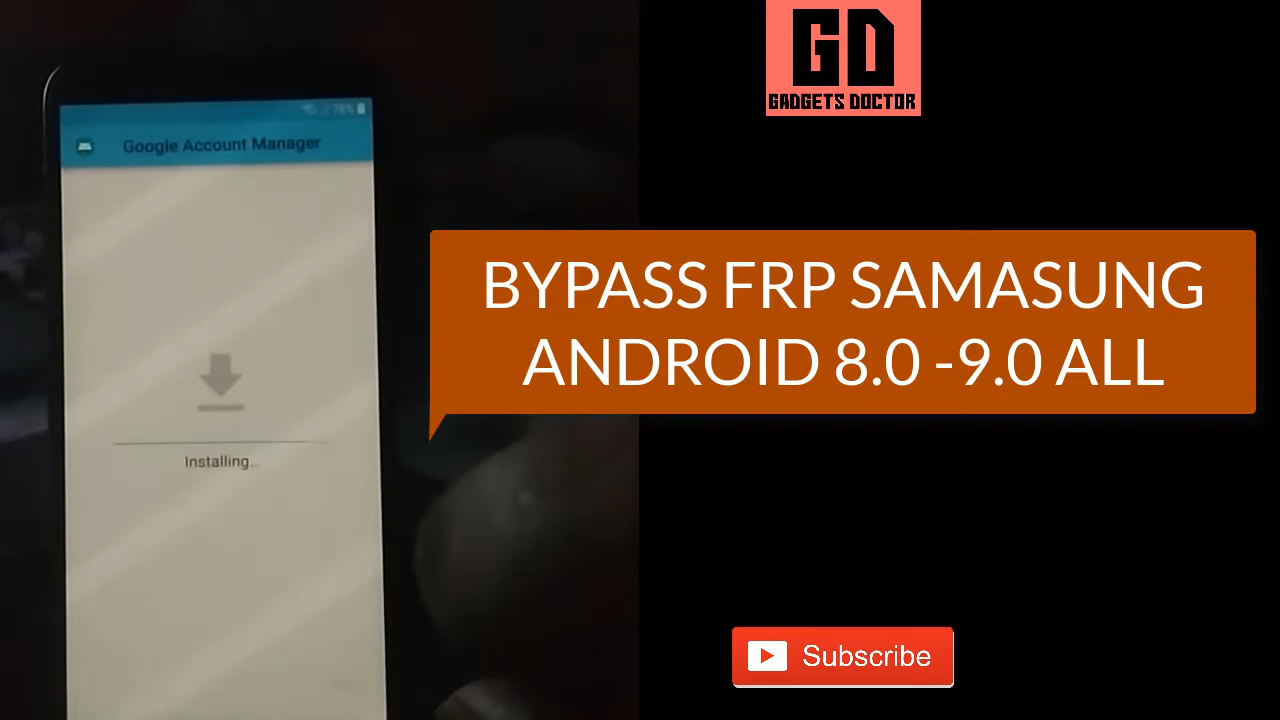 GD
GADGETS DOCTOR
Google Account Manager
BYPASS FRP SAMASUNG
ANDROID 8.0 -9.0 ALL
Installing...
Subscribe